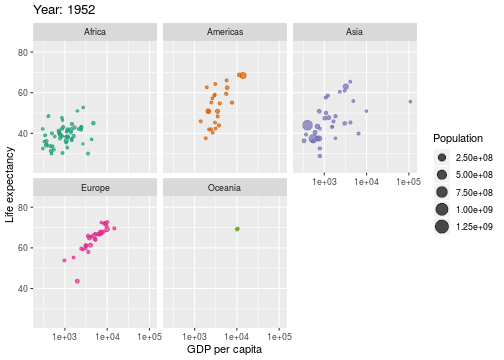 Year: 1952
Africa
Americas
Asia
80
60
40
1e+03 1e+04 1e+05
Europe
Oceania
80
60
40
1e+03 1e+04 1e+05
1e+03 1e+04 1e+05
GDP per capita
Life expectancy
Population
2.50e+08
5.00e+08
7.50e+08
1.00e+09
1.25e+09